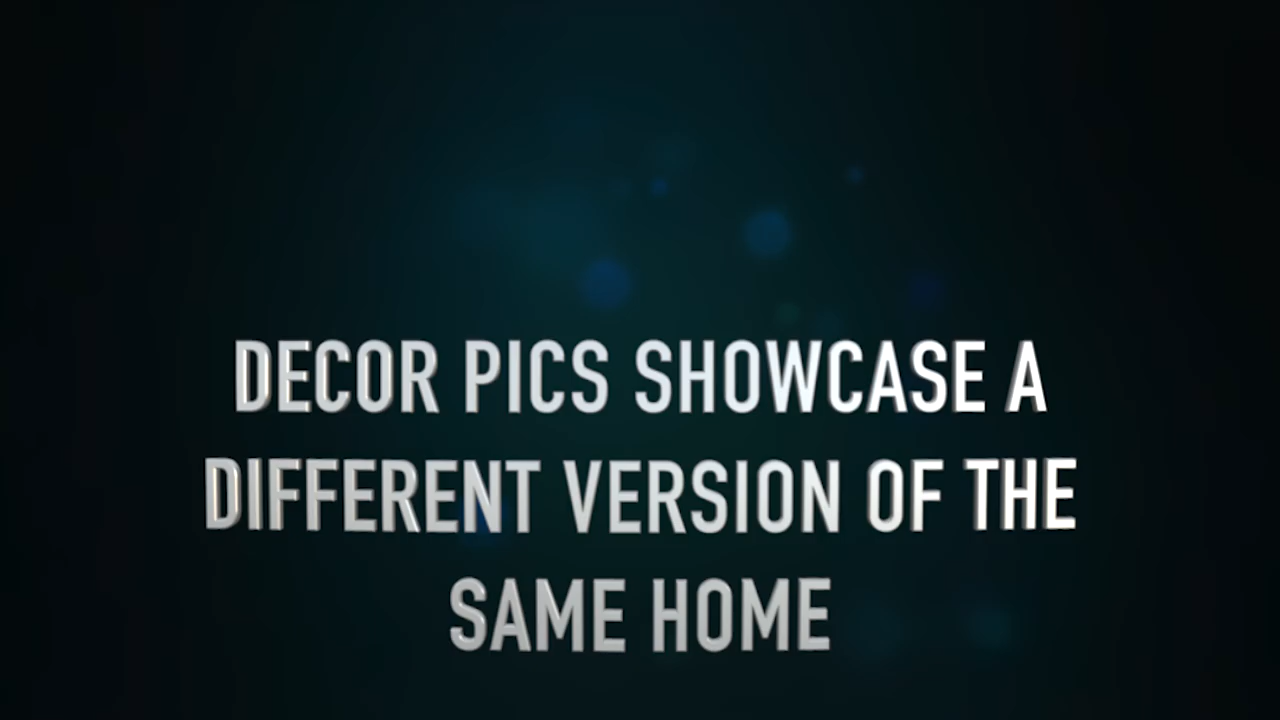 DECOR PICS SHOWCASE A
DIFFERENT VERSION OF THE
SAME HOME